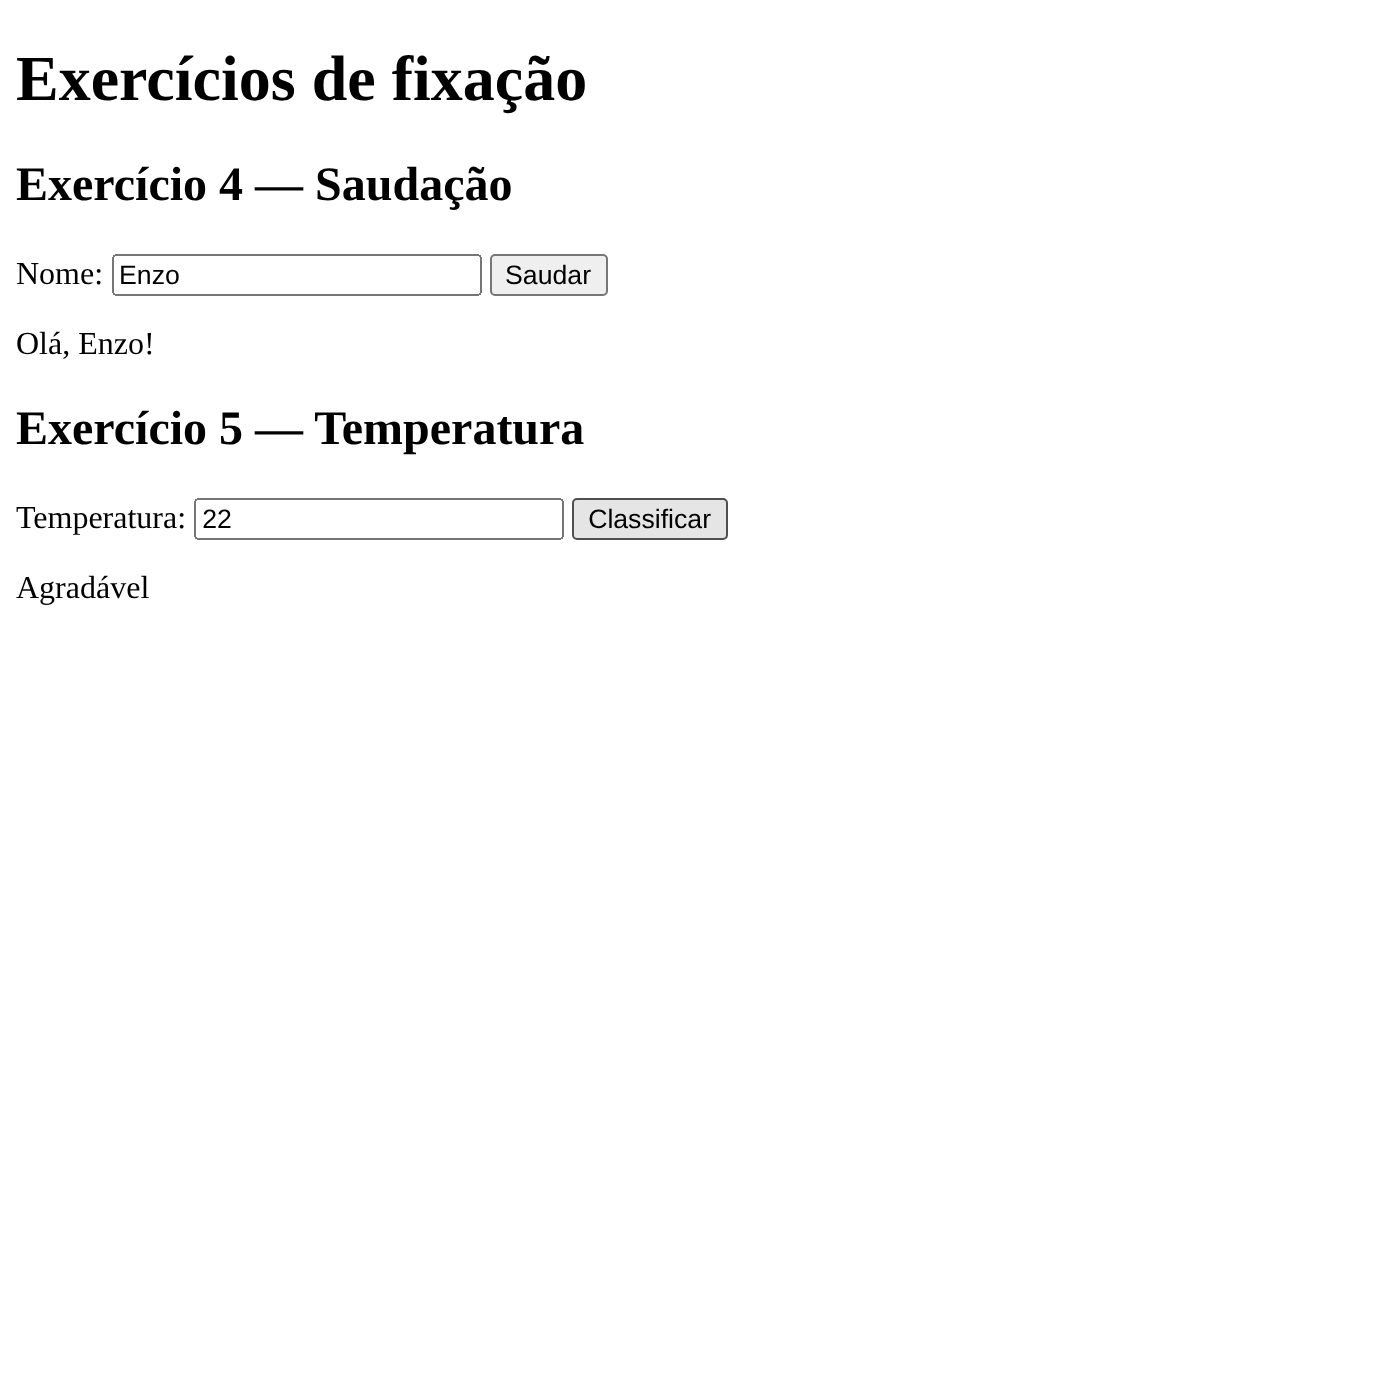 Exercícios de fixação
Exercício 4 — Saudação
Nome: Enzo Saudar
Olá, Enzo!
Exercício 5 — Temperatura
Temperatura: 22 Classificar
Agradável